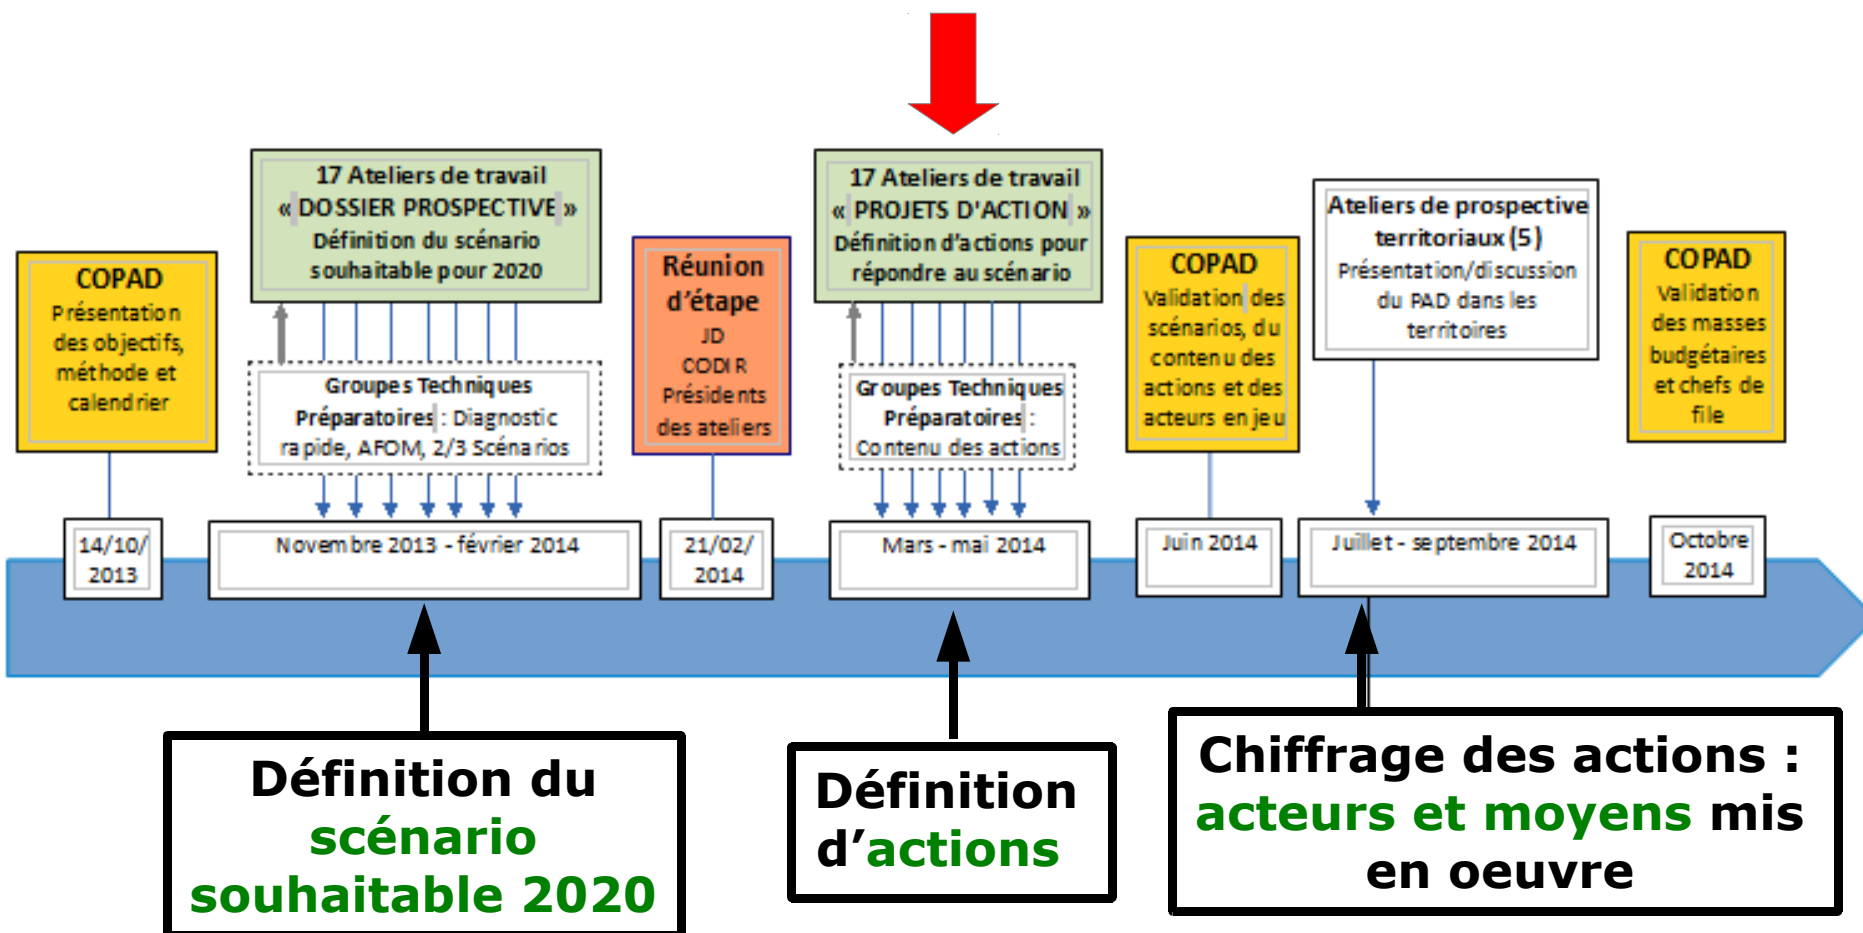 17 Ateliers de travail
« DOSSIER PROSPECTIVE »
Définition du scénario
souhaitable pour 2020
17 Ateliers de travail
« PROJETS D'ACTION »
Définition d'actions pour
répondre au scénario
Ateliers de prospective
territoriaux (5)
Présentation/discussion
du PAD dans les
territoires
COPAD
Présentation
des objectifs,
méthode et
calendrier
Réunion
d'étape
JD
CODIR
Présidents
des ateliers
COPAD
Validation des
scénarios, du
contenu des
actions et des
acteurs en jeu
COPAD
Validation
des masses
budgétaires
et chefs de
file
Groupes Techniques
Préparatoires : Diagnostic
rapide, AFOM, 2/3 Scénarios
Groupes Techniques
Préparatoires :
Contenu des actions
14/10/
2013
Novembre 2013 - février 2014
21/02/
2014
Mars - mai 2014
Juin 2014
Juillet - septembre 2014
Octobre
2014
Définition du
scénario
souhaitable 2020
Définition
d’actions
Chiffrage des actions :
acteurs et moyens mis
en oeuvre